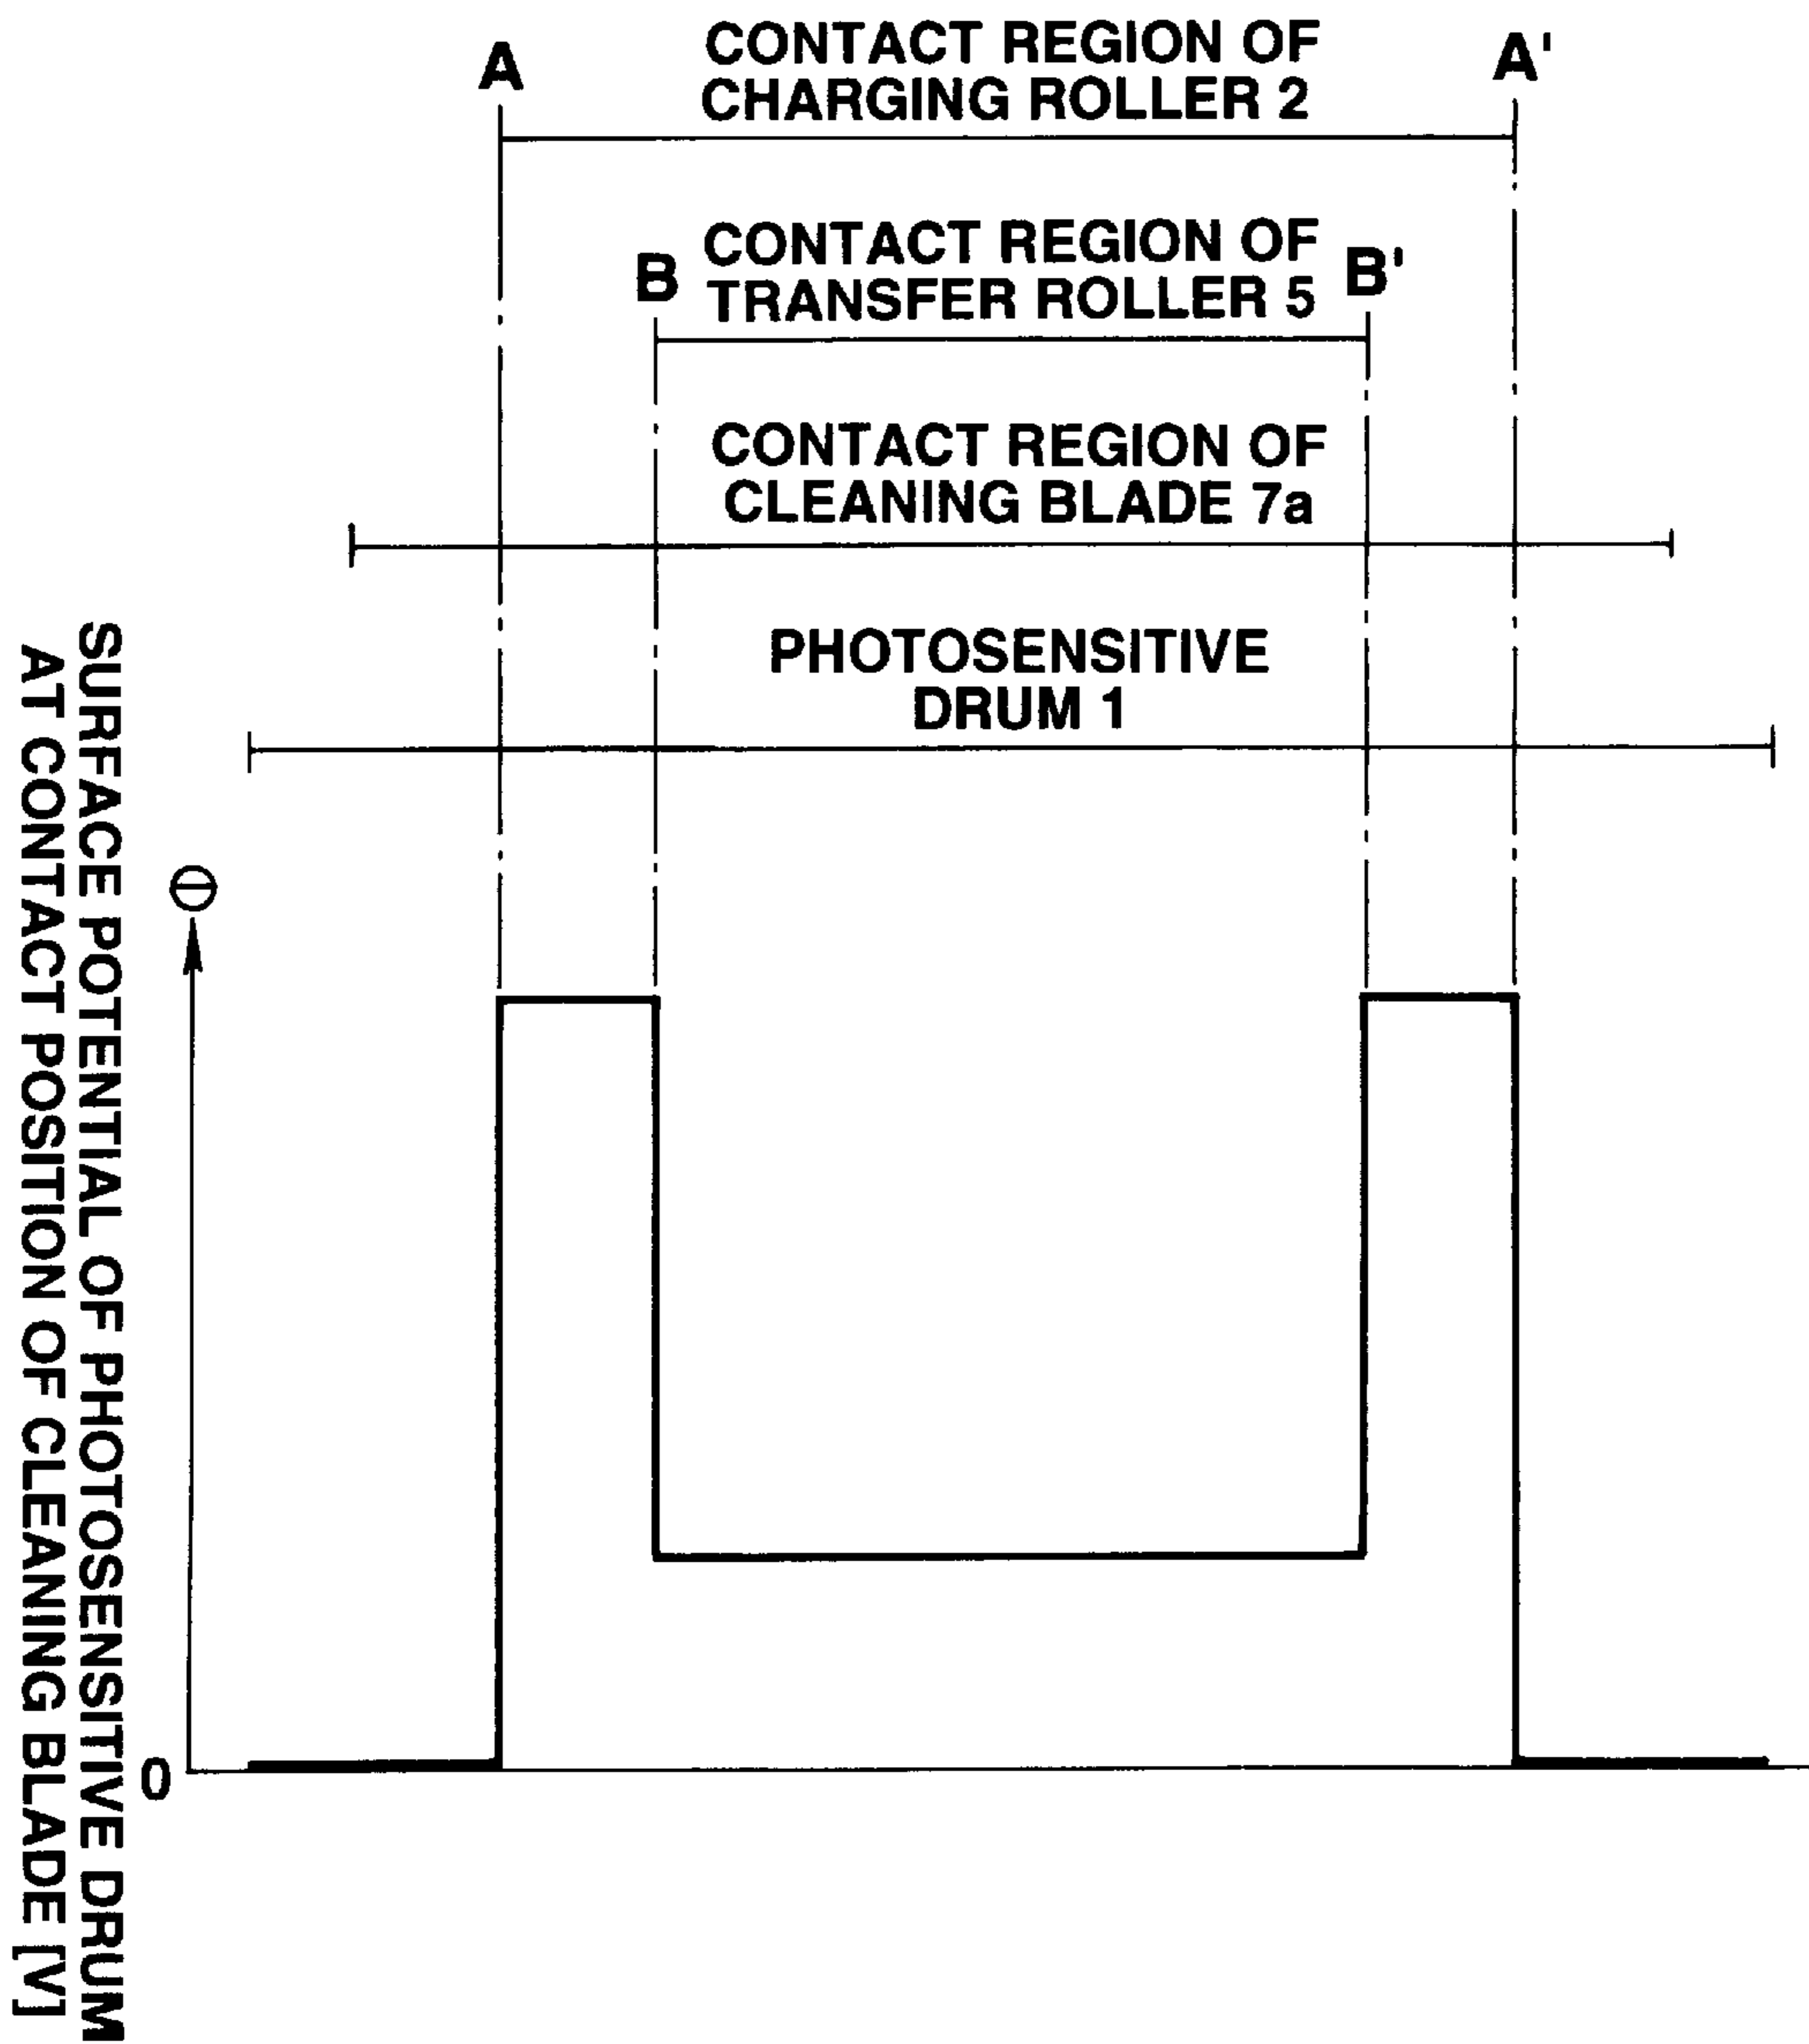 A
CONTACT REGION OF
CHARGING ROLLER 2
A'
B
CONTACT REGION OF
TRANSFER ROLLER 5
B'
CONTACT REGION OF
CLEANING BLADE 7a
PHOTOSENSITIVE
DRUM 1
SURFACE POTENTIAL OF PHOTOSENSITIVE DRUM
AT CONTACT POSITION OF CLEANING BLADE [V]
⊖
0